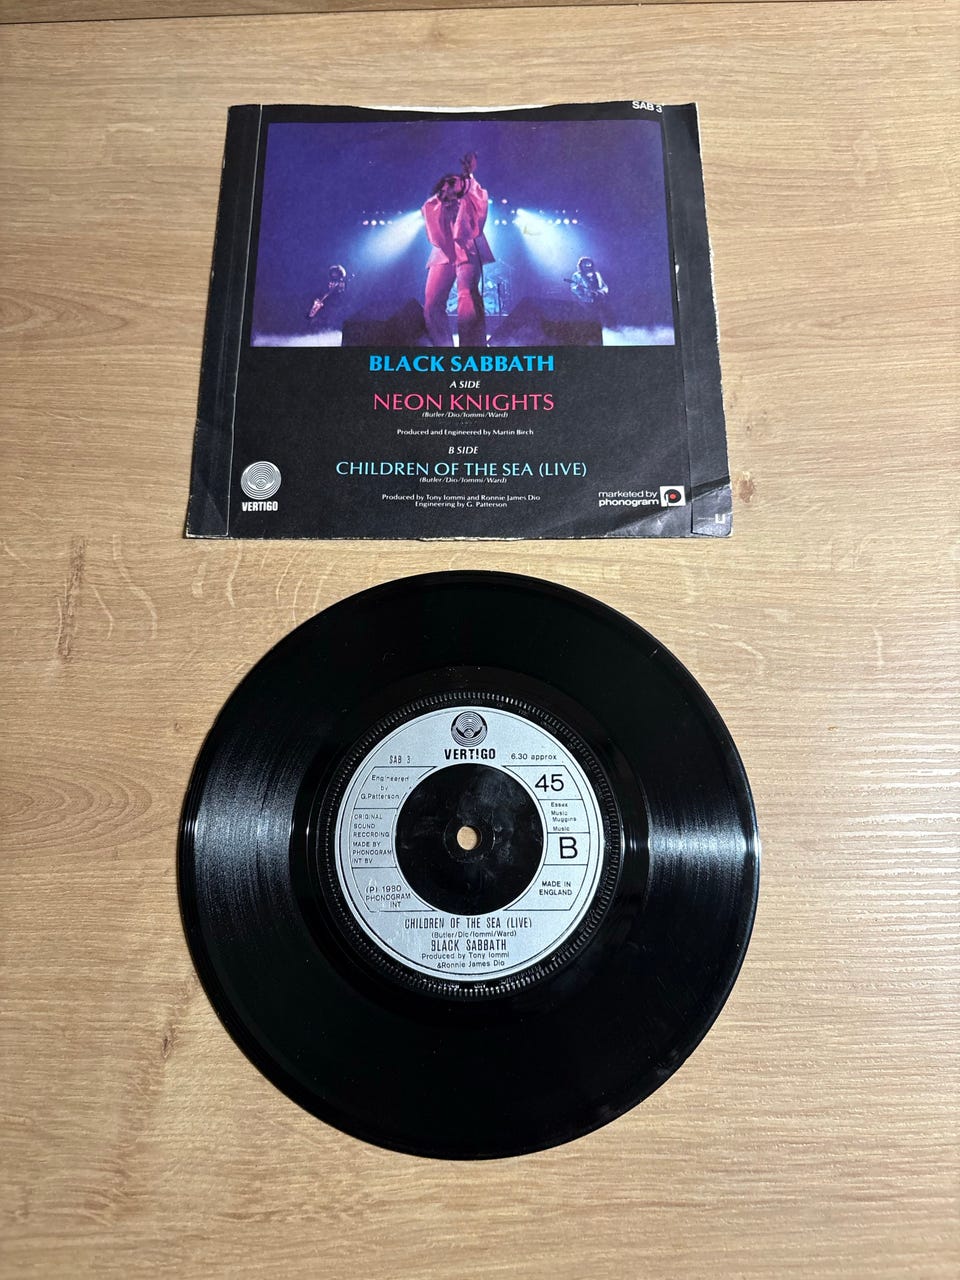 SAB 3
BLACK SABBATH
A SIDE
NEON KNIGHTS
(Butler/Dio/Iommi/Ward)
Produced and Engineered by Martin Birch
B SIDE
CHILDREN OF THE SEA (LIVE)
(Butler/Dio/Iommi/Ward)
Produced by Tony Iommi and Ronnie James Dio
Engineering by G. Patterson
VERTIGO
marketed by
phonogram
VERTIGO
SAB 3
6.30 approx
Engineered
by
G.Patterson
45
Essex
Music
Muggins
Music
ORIGINAL
SOUND
RECORDING
MADE BY
PHONOGRAM
INT BV
B
(P) 1980
PHONOGRAM
INT
MADE IN
ENGLAND
CHILDREN OF THE SEA (LIVE)
(Butler/Dio/Iommi/Ward)
BLACK SABBATH
Produced by Tony Iommi
&Ronnie James Dio